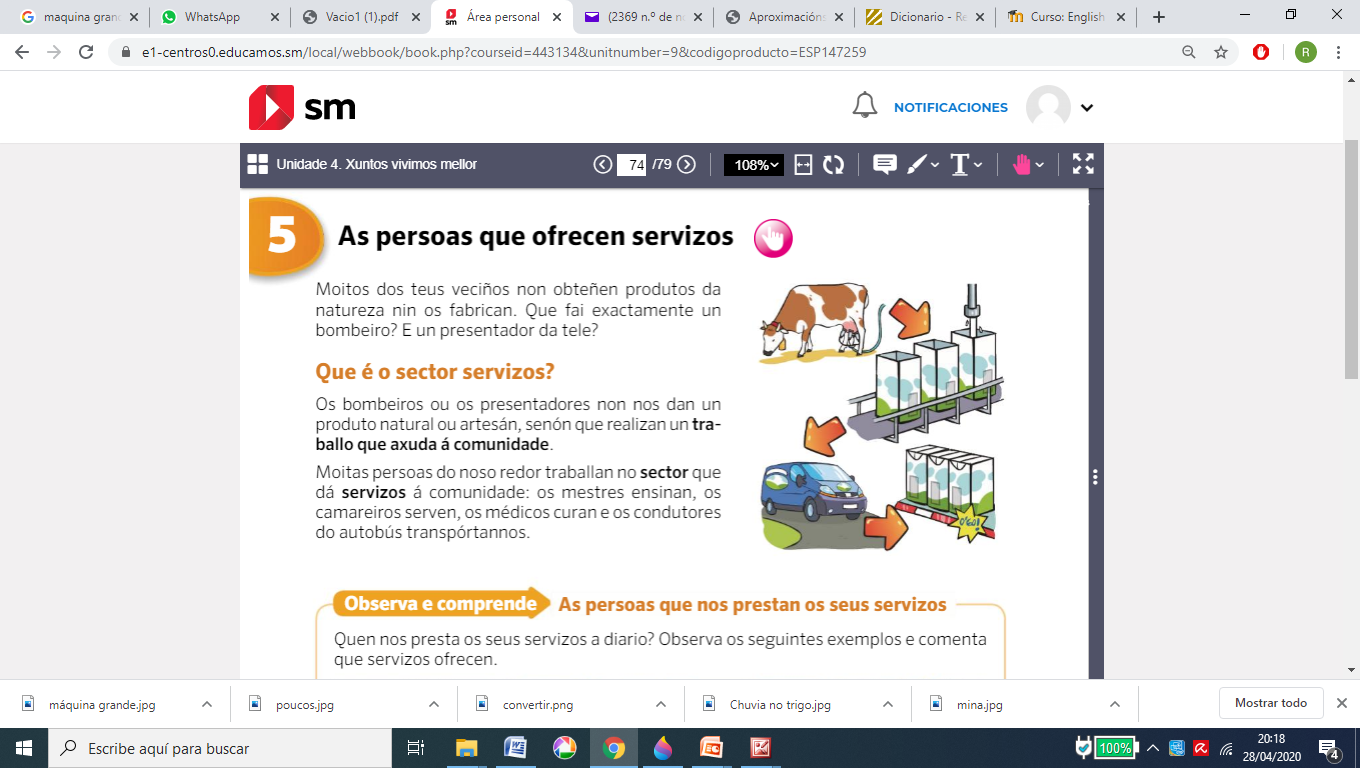 maquina gran
WhatsApp
Vacio1 (1).pdf
Área personal
(2369 n.º de n
Aproximacións
Dicionario - Re
Curso: English
e1-centros0.educamos.sm/local/webbook/book.php?courseid=443134&unitnumber=9&codigoproducto=ESP147259
R
sm
NOTIFICACIONES
Unidade 4. Xuntos vivimos mellor
74 /79
108%
T
5
As persoas que ofrecen servizos
Moitos dos teus veciños non obteñen produtos da
natureza nin os fabrican. Que fai exactamente un
bombeiro? E un presentador da tele?
Que é o sector servizos?
Os bombeiros ou os presentadores non nos dan un
produto natural ou artesán, senón que realizan un tra-
ballo que axuda á comunidade.
Moitas persoas do noso redor traballan no sector que
dá servizos á comunidade: os mestres ensinan, os
camareiros serven, os médicos curan e os condutores
do autobús transpórtannos.
0'60
Observa e comprende
As persoas que nos prestan os seus servizos
Quen nos presta os seus servizos a diario? Observa os seguintes exemplos e comenta
que servizos ofrecen.
máquina grande.jpg
poucos.jpg
convertir.png
Chuvia no trigo.jpg
mina.jpg
Mostrar todo
Escribe aquí para buscar
100%
20:18
28/04/2020
4